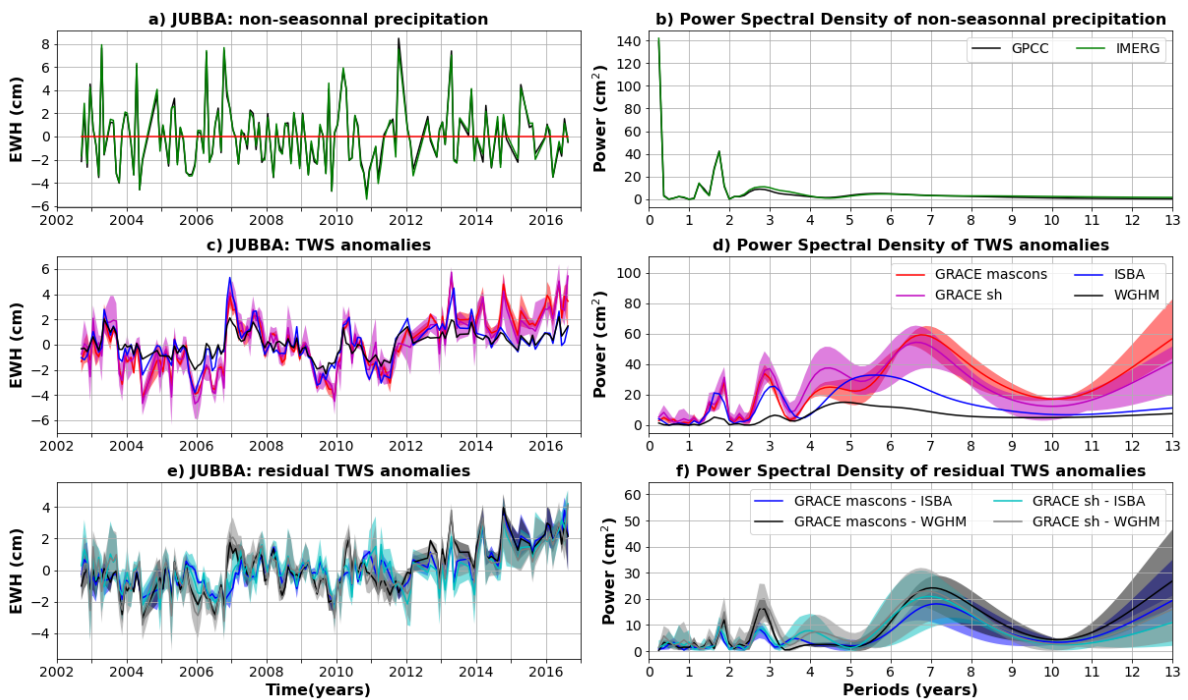 a) JUBBA: non-seasonnal precipitation
EWH (cm)
8
6
4
2
0
−2
−4
−6
2002 2004 2006 2008 2010 2012 2014 2016
b) Power Spectral Density of non-seasonnal precipitation
Power (cm²)
140
120
100
80
60
40
20
0
GPCC IMERG
0 1 2 3 4 5 6 7 8 9 10 11 12 13
c) JUBBA: TWS anomalies
EWH (cm)
6
4
2
0
−2
−4
−6
2002 2004 2006 2008 2010 2012 2014 2016
d) Power Spectral Density of TWS anomalies
Power (cm²)
100
80
60
40
20
0
GRACE mascons ISBA
GRACE sh WGHM
0 1 2 3 4 5 6 7 8 9 10 11 12 13
e) JUBBA: residual TWS anomalies
EWH (cm)
4
2
0
−2
−4
2002 2004 2006 2008 2010 2012 2014 2016
Time(years)
f) Power Spectral Density of residual TWS anomalies
Power (cm²)
60
50
40
30
20
10
0
GRACE mascons - ISBA GRACE sh - ISBA
GRACE mascons - WGHM GRACE sh - WGHM
0 1 2 3 4 5 6 7 8 9 10 11 12 13
Periods (years)